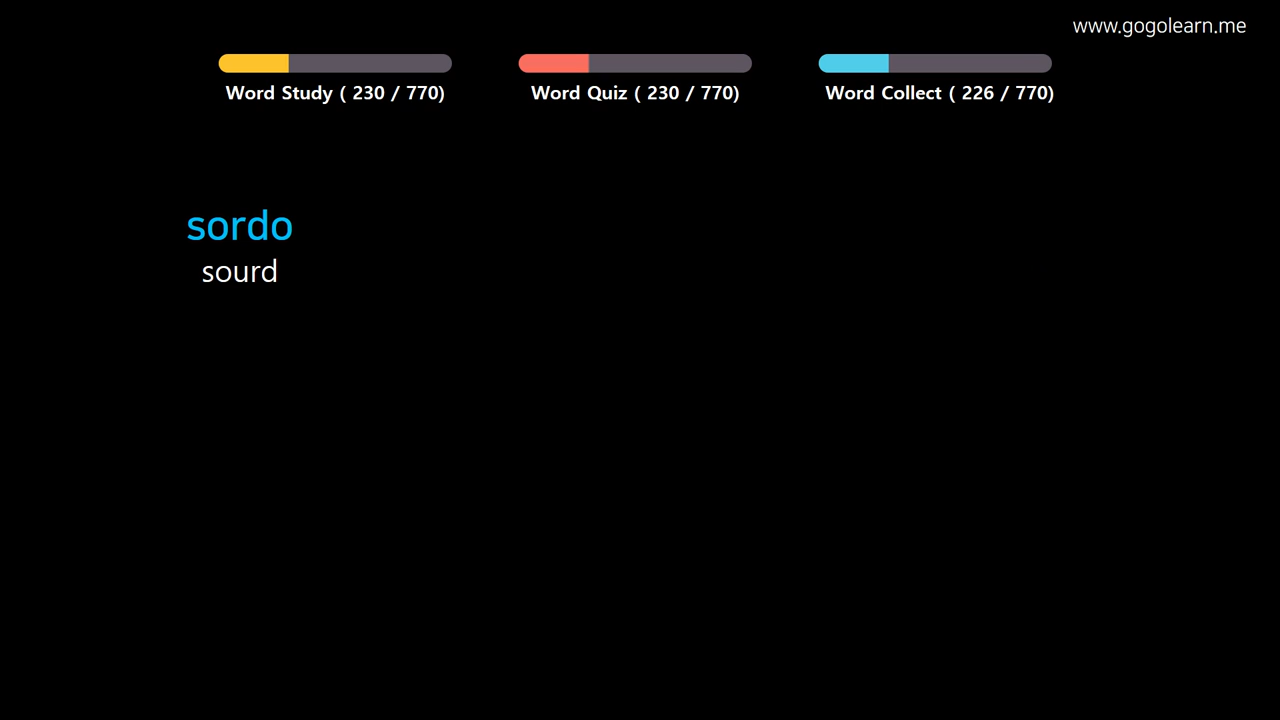 www.gogolearn.me
Word Study ( 230 / 770)
Word Quiz ( 230 / 770)
Word Collect ( 226 / 770)
sordo
sourd